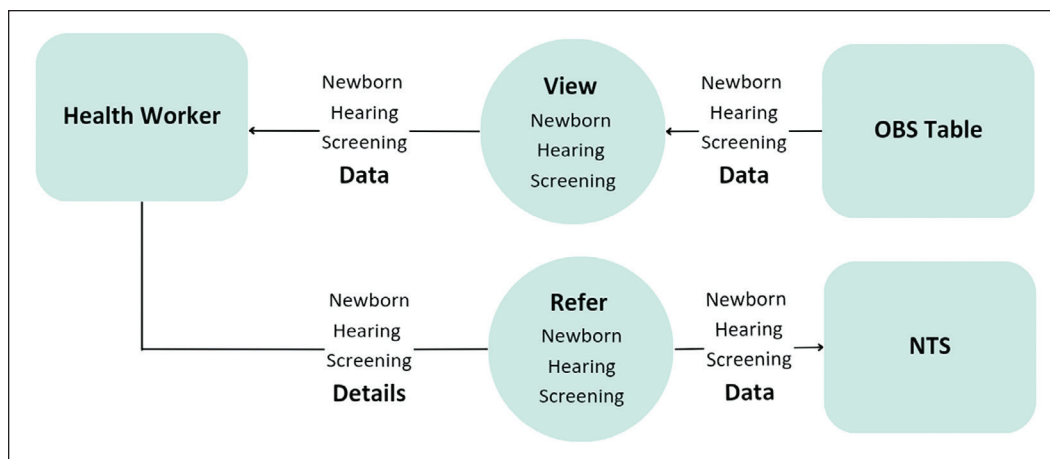 Health Worker
Newborn
Hearing
Screening
Data
View
Newborn
Hearing
Screening
Newborn
Hearing
Screening
Data
OBS Table
Newborn
Hearing
Screening
Details
Refer
Newborn
Hearing
Screening
Newborn
Hearing
Screening
Data
NTS